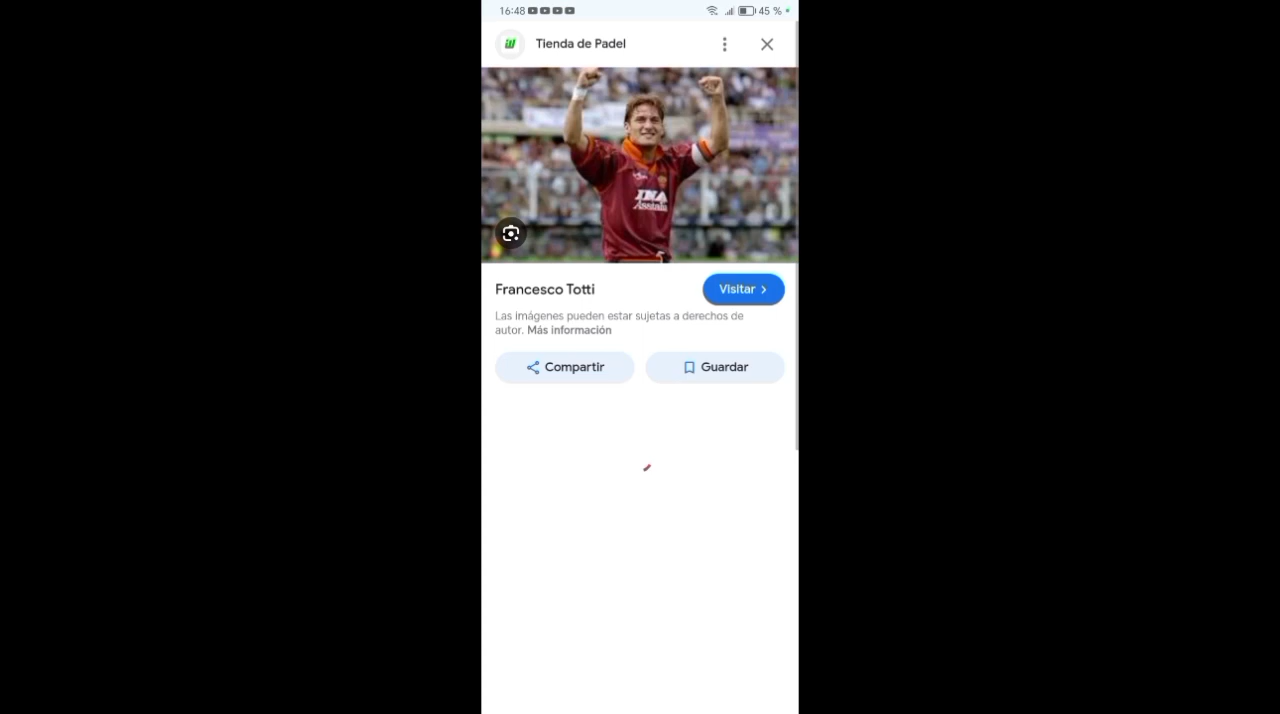 16:48
45 %
Tienda de Padel
INA
Assitalia
Francesco Totti
Visitar
Las imágenes pueden estar sujetas a derechos de
autor. Más información
Compartir
Guardar